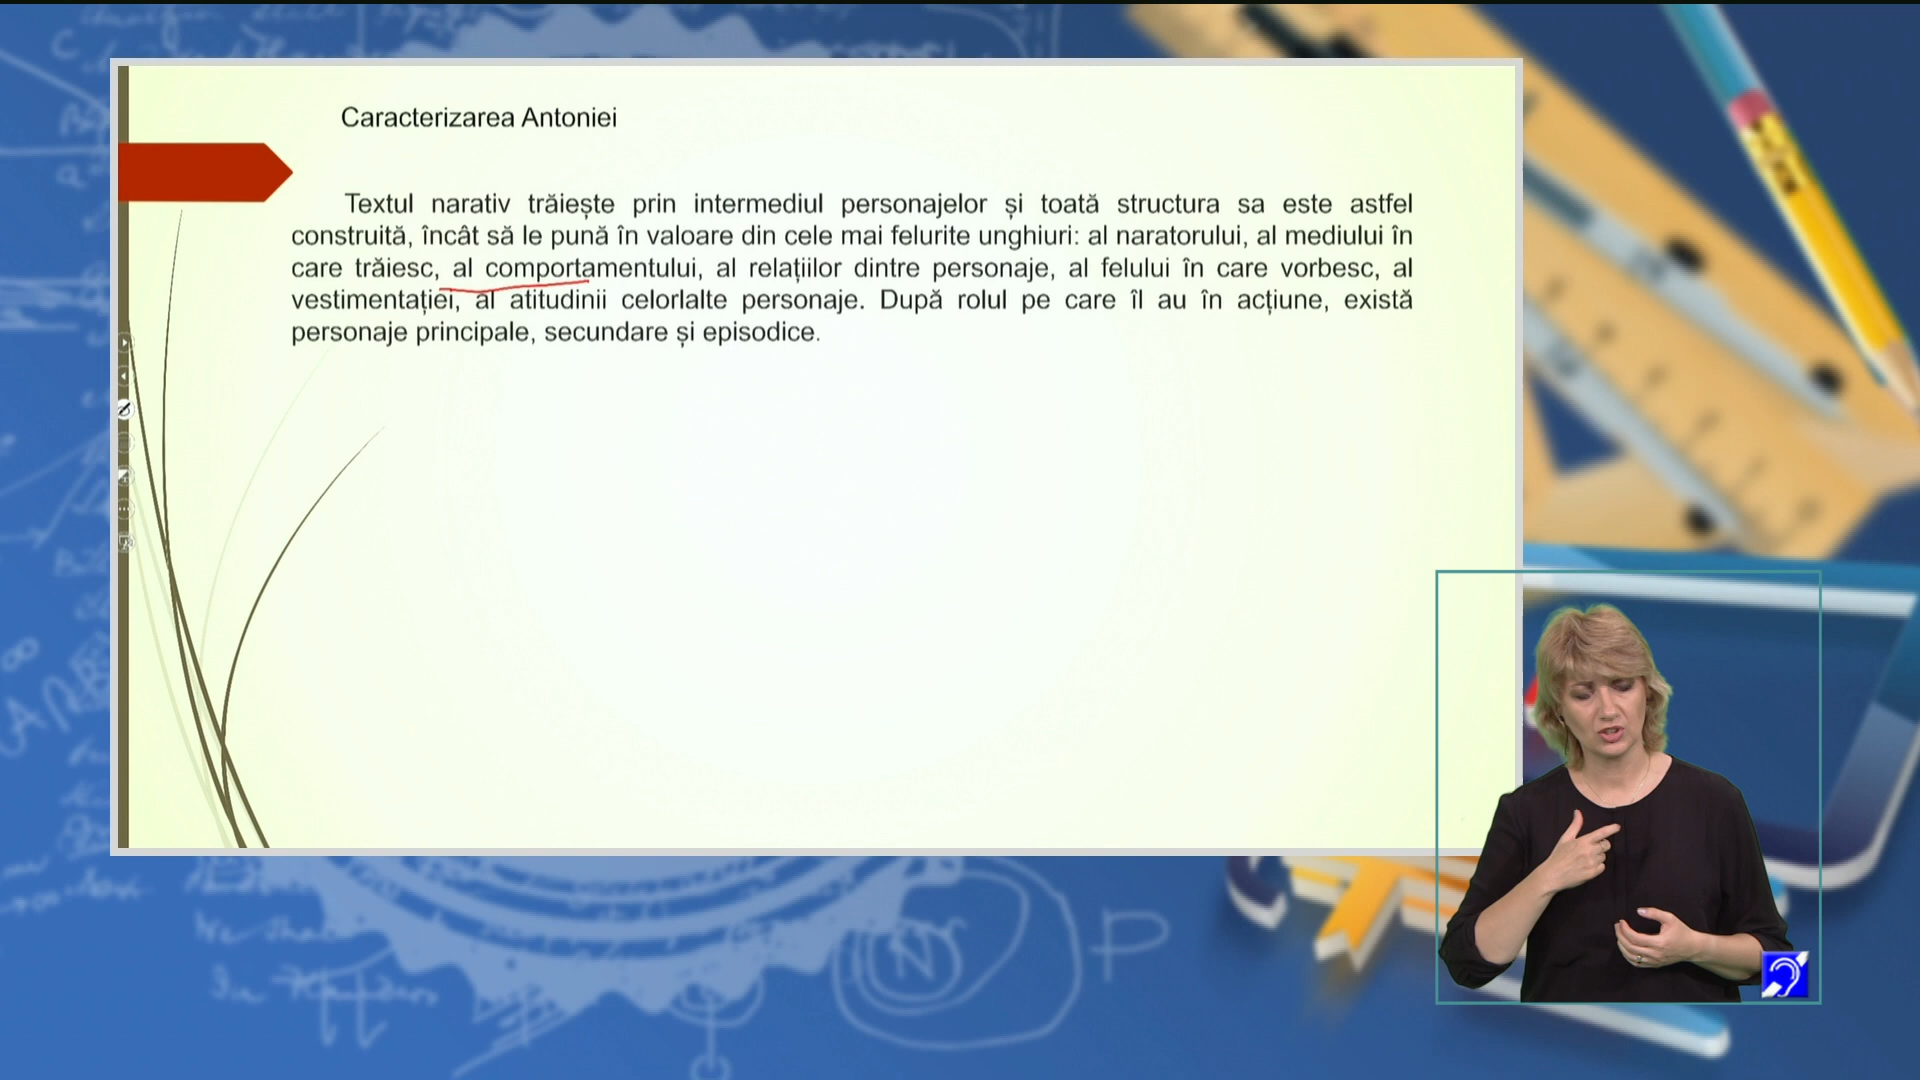 Caracterizarea Antoniei
Textul narativ trăiește prin intermediul personajelor și toată structura sa este astfel
construită, încât să le pună în valoare din cele mai felurite unghiuri: al naratorului, al mediului în
care trăiesc, al comportamentului, al relațiilor dintre personaje, al felului în care vorbesc, al
vestimentației, al atitudinii celorlalte personaje. După rolul pe care îl au în acțiune, există
personaje principale, secundare și episodice.
N
P